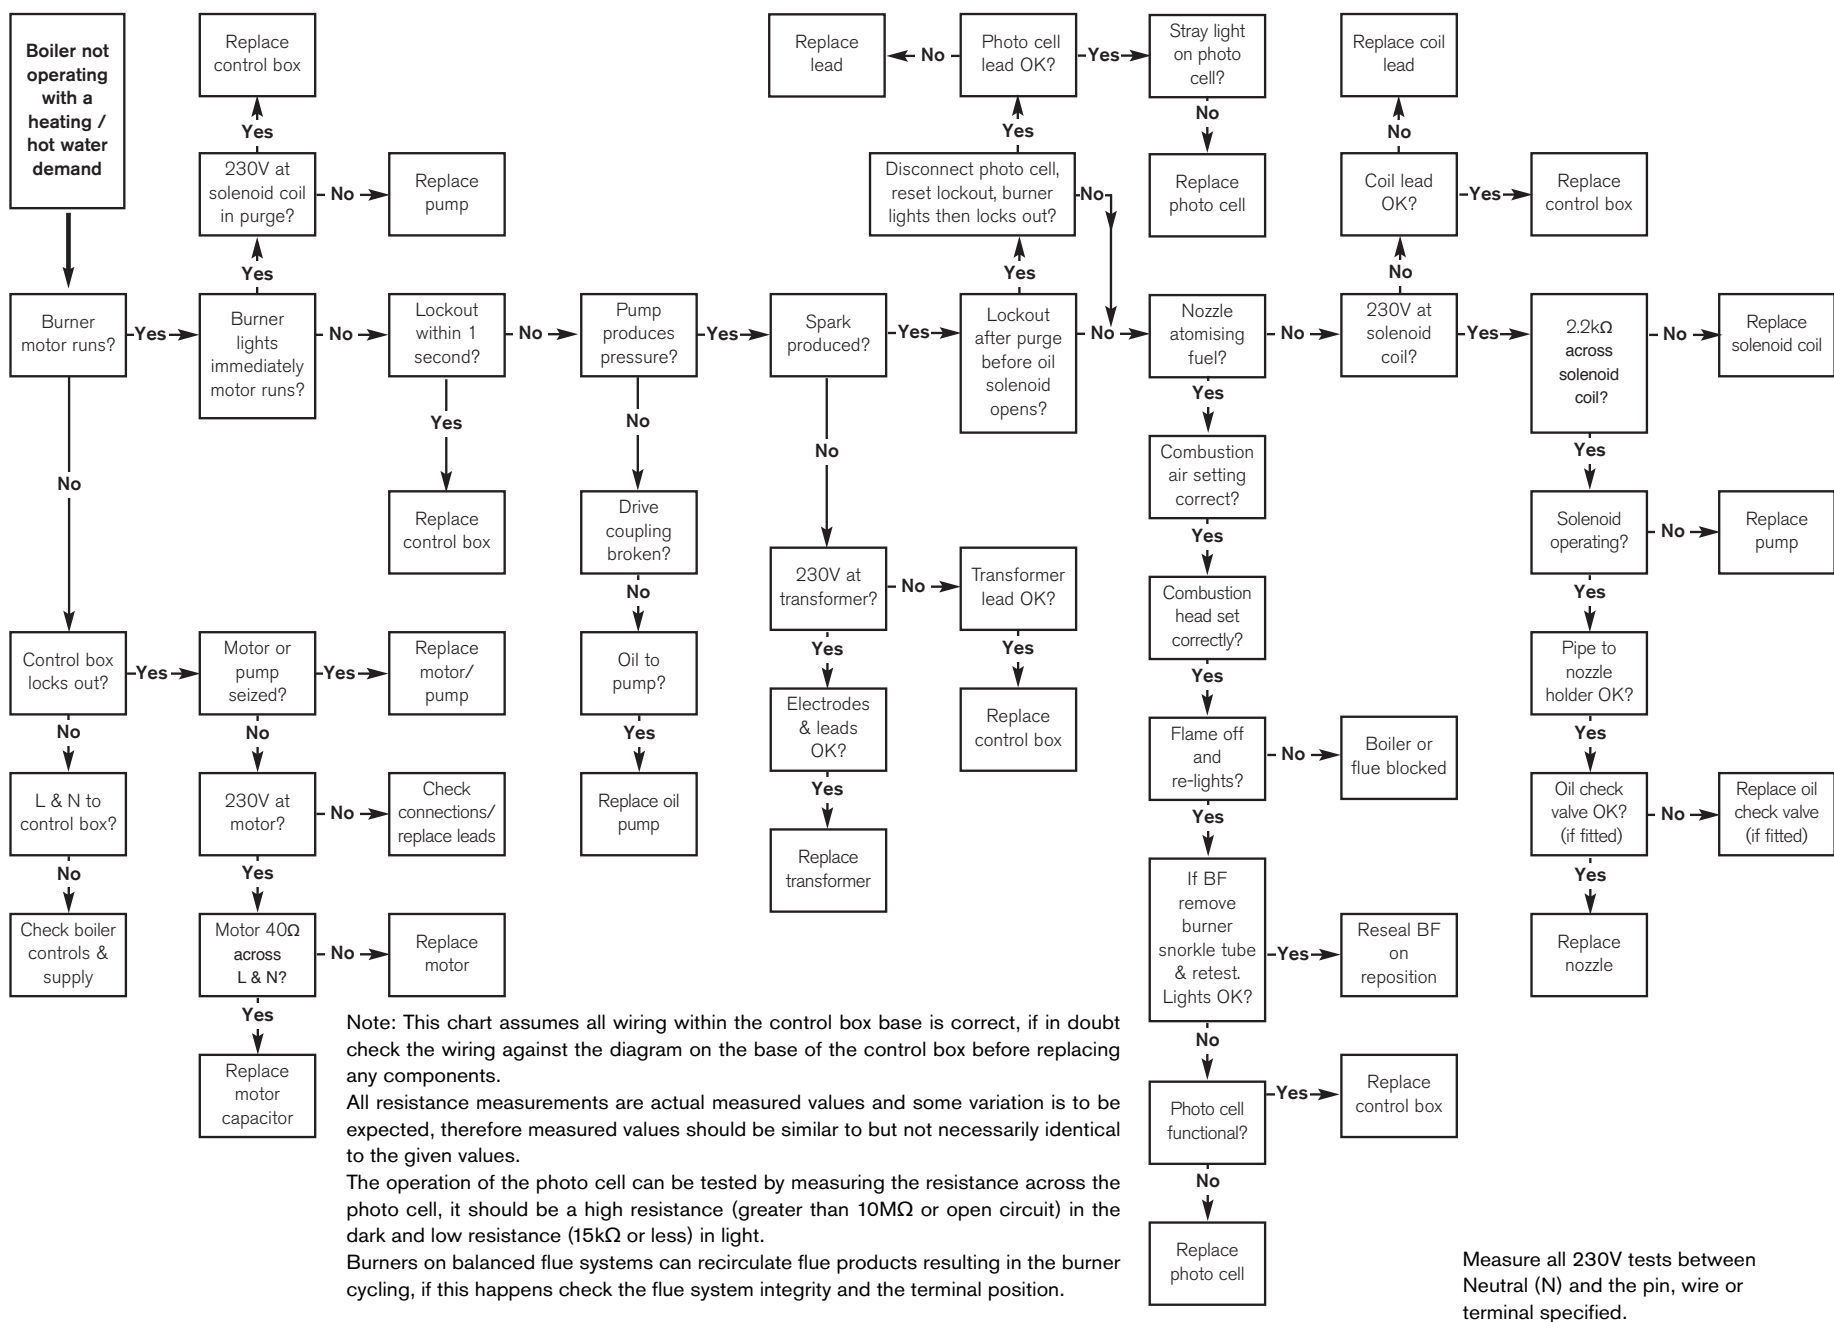 Boiler not
operating
with a
heating /
hot water
demand
Replace
control box
Yes
230V at
solenoid coil
in purge?
No
Replace
pump
Yes
Burner
motor runs?
Yes
Burner
lights
immediately
motor runs?
No
Lockout
within 1
second?
No
Pump
produces
pressure?
Yes
Spark
produced?
Yes
Lockout
after purge
before oil
solenoid
opens?
No
Nozzle
atomising
fuel?
No
230V at
solenoid
coil?
Yes
2.2kΩ
across
solenoid
coil?
No
Replace
solenoid coil
Replace
lead
No
Photo cell
lead OK?
Yes
Stray light
on photo
cell?
No
Replace
photo cell
Yes
Disconnect photo cell,
reset lockout, burner
lights then locks out?
No
Yes
Replace coil
lead
No
Coil lead
OK?
Yes
Replace
control box
No
No
Control box
locks out?
Yes
Motor or
pump
seized?
Yes
Replace
motor/
pump
No
L & N to
control box?
No
Check boiler
controls &
supply
No
230V at
motor?
No
Check
connections/
replace leads
Yes
Motor 40Ω
across
L & N?
No
Replace
motor
Yes
Replace
motor
capacitor
Yes
Replace
control box
No
Drive
coupling
broken?
No
Oil to
pump?
Yes
Replace oil
pump
No
230V at
transformer?
No
Transformer
lead OK?
Yes
Replace
control box
Yes
Electrodes
& leads
OK?
Yes
Replace
transformer
Yes
Combustion
air setting
correct?
Yes
Combustion
head set
correctly?
Yes
Flame off
and
re-lights?
No
Boiler or
flue blocked
Yes
If BF
remove
burner
snorkle tube
& retest.
Lights OK?
Yes
Reseal BF
on
reposition
No
Photo cell
functional?
Yes
Replace
control box
No
Replace
photo cell
Yes
Solenoid
operating?
No
Replace
pump
Yes
Pipe to
nozzle
holder OK?
Yes
Oil check
valve OK?
(if fitted)
No
Replace oil
check valve
(if fitted)
Yes
Replace
nozzle
Note: This chart assumes all wiring within the control box base is correct, if in doubt
check the wiring against the diagram on the base of the control box before replacing
any components.
All resistance measurements are actual measured values and some variation is to be
expected, therefore measured values should be similar to but not necessarily identical
to the given values.
The operation of the photo cell can be tested by measuring the resistance across the
photo cell, it should be a high resistance (greater than 10MΩ or open circuit) in the
dark and low resistance (15kΩ or less) in light.
Burners on balanced flue systems can recirculate flue products resulting in the burner
cycling, if this happens check the flue system integrity and the terminal position.
Measure all 230V tests between
Neutral (N) and the pin, wire or
terminal specified.